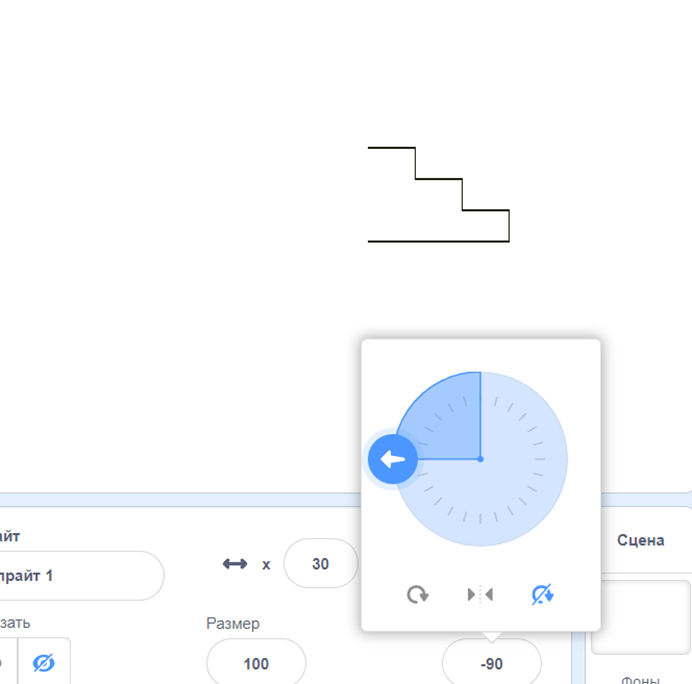 айт
прайт 1
x
30
Сцена
зать
Размер
100
-90
Фоны